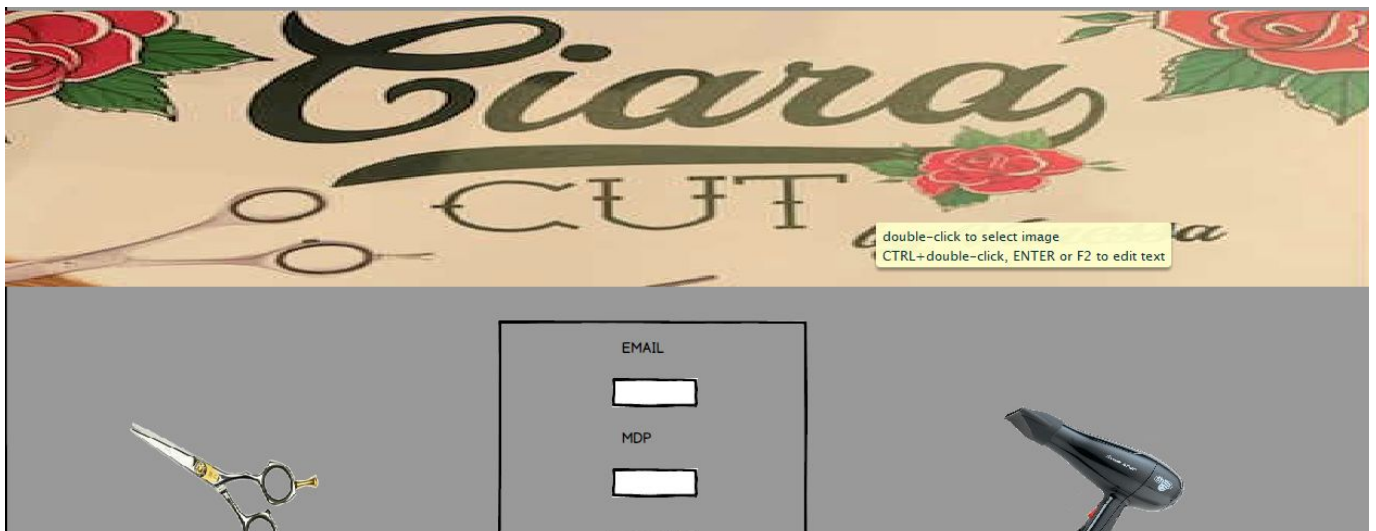 Ciara
CUT
double-click to select image
CTRL+double-click, ENTER or F2 to edit text
EMAIL
MDP